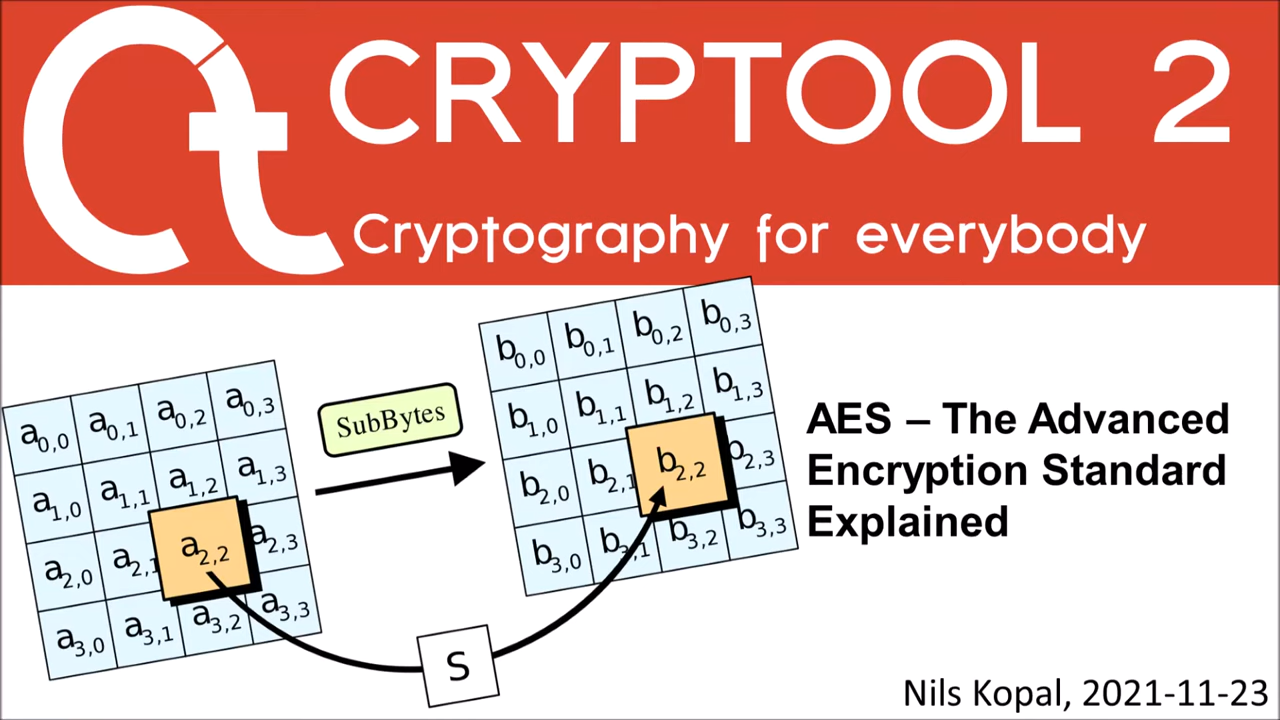 Ct CRYPTOOL 2
Cryptography for everybody
a0,0 a0,1 a0,2 a0,3
a1,0 a1,1 a1,2 a1,3
a2,0 a2,1 a2,2 a2,3
a3,0 a3,1 a3,2 a3,3
SubBytes
b0,0 b0,1 b0,2 b0,3
b1,0 b1,1 b1,2 b1,3
b2,0 b2,1 b2,2 b2,3
b3,0 b3,1 b3,2 b3,3
S
AES – The Advanced
Encryption Standard
Explained
Nils Kopal, 2021-11-23